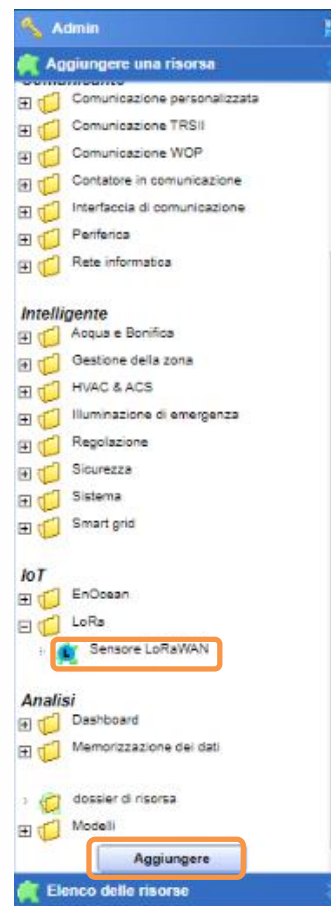 Admin
Aggiungere una risorsa
Comunicante
Comunicazione personalizzata
Comunicazione TRSII
Comunicazione WOP
Contatore in comunicazione
Interfaccia di comunicazione
Periferica
Rete informatica
Intelligente
Acqua e Bonifica
Gestione della zona
HVAC & ACS
Illuminazione di emergenza
Regolazione
Sicurezza
Sistema
Smart grid
IoT
EnOcean
LoRa
L Sensore LoRaWAN
Analisi
Dashboard
Memorizzazione dei dati
dossier di risorsa
Modelli
Aggiungere
Elenco delle risorse